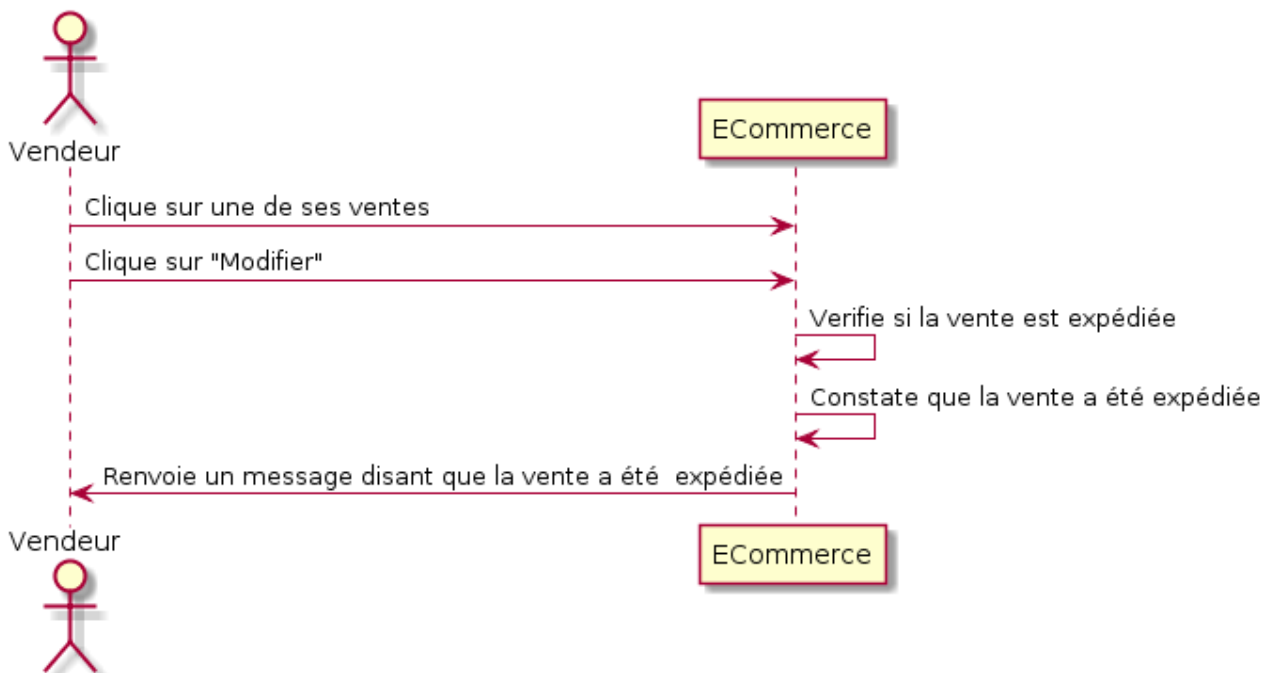 Vendeur
ECommerce
Clique sur une de ses ventes
Clique sur "Modifier"
Verifie si la vente est expédiée
Constate que la vente a été expédiée
Renvoie un message disant que la vente a été  expédiée
Vendeur
ECommerce